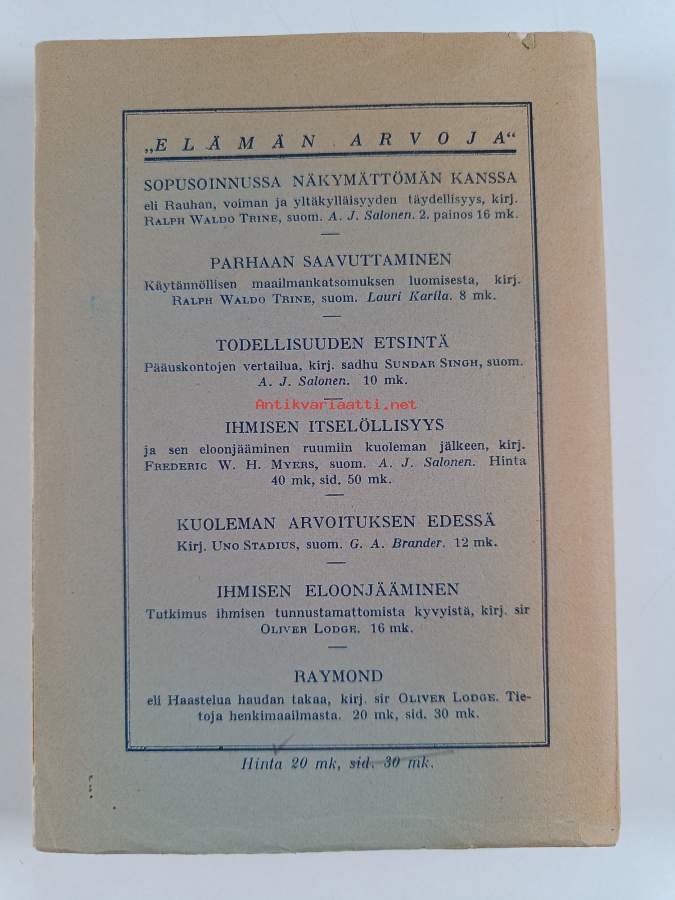 „ELÄMÄN ARVOJA“
SOPUSOINNUSSA NÄKYMÄTTÖMÄN KANSSA
eli Rauhan, voiman ja yltäkylläisyyden täydellisyys, kirj.
RALPH WALDO TRINE, suom. A. J. Salonen. 2. painos 16 mk.
PARHAAN SAAVUTTAMINEN
Käytännöllisen maailmankatsomuksen luomisesta, kirj.
RALPH WALDO TRINE, suom. Lauri Karila. 8 mk.
TODELLISUUDEN ETSINTÄ
Pääuskontojen vertailua, kirj. sadhu SUNDAR SINGH, suom.
A. J. Salonen. 10 mk.
Antikvariaatti.net
IHMISEN ITSELÖLLISYYS
ja sen eloonjääminen ruumiin kuoleman jälkeen, kirj.
FREDERIC W. H. MYERS, suom. A. J. Salonen. Hinta
40 mk, sid. 50 mk.
KUOLEMAN ARVOITUKSEN EDESSÄ
Kirj. UNO STADIUS, suom. G. A. Brander. 12 mk.
IHMISEN ELOONJÄÄMINEN
Tutkimus ihmisen tunnustamattomista kyvyistä, kirj. sir
OLIVER LODGE. 16 mk.
RAYMOND
eli Haastelua haudan takaa, kirj. sir OLIVER LODGE. Tie-
toja henkimaailmasta. 20 mk, sid. 30 mk.
Hinta 20 mk, sid. 30 mk.